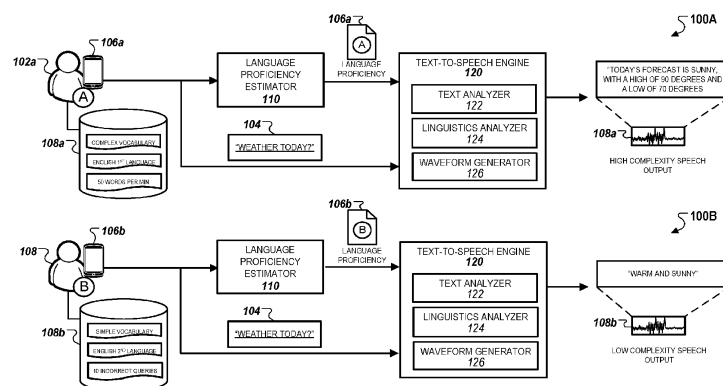 100A
106a
106a
102a
A
A
LANGUAGE
PROFICIENCY
LANGUAGE
PROFICIENCY
ESTIMATOR
110
TEXT-TO-SPEECH ENGINE
120
TEXT ANALYZER
122
LINGUISTICS ANALYZER
124
WAVEFORM GENERATOR
126
"TODAY'S FORECAST IS SUNNY,
WITH A HIGH OF 90 DEGREES AND
A LOW OF 70 DEGREES
108a
HIGH COMPLEXITY SPEECH
OUTPUT
104
"WEATHER TODAY?"
108a
COMPLEX VOCABULARY
ENGLISH 1ST LANGUAGE
50 WORDS PER MIN
100B
106b
106b
108
B
B
LANGUAGE
PROFICIENCY
LANGUAGE
PROFICIENCY
ESTIMATOR
110
TEXT-TO-SPEECH ENGINE
120
TEXT ANALYZER
122
LINGUISTICS ANALYZER
124
WAVEFORM GENERATOR
126
"WARM AND SUNNY"
108b
LOW COMPLEXITY SPEECH
OUTPUT
104
"WEATHER TODAY?"
108b
SIMPLE VOCABULARY
ENGLISH 2ND LANGUAGE
10 INCORRECT QUERIES